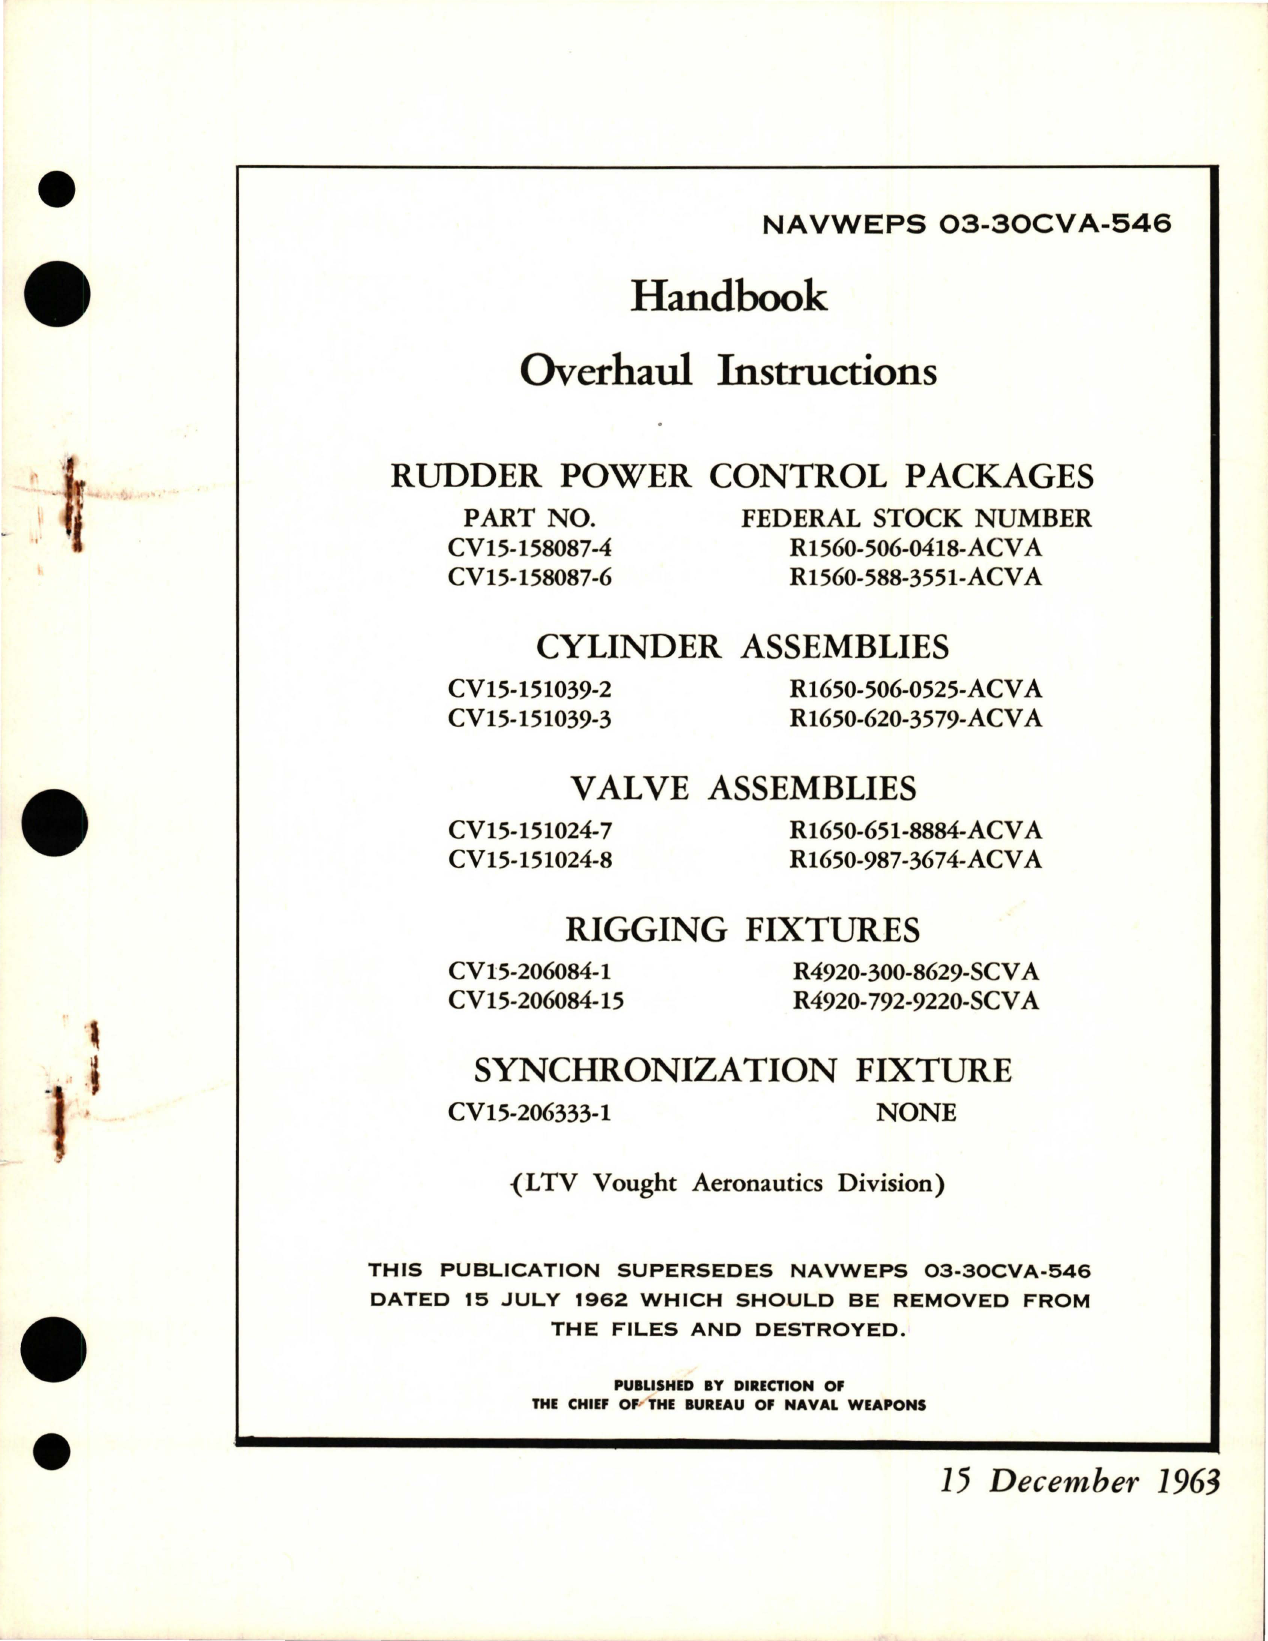 NAVWEPS 03-30CVA-546
Handbook
Overhaul Instructions
RUDDER POWER CONTROL PACKAGES
PART NO. FEDERAL STOCK NUMBER
CV15-158087-4 R1560-506-0418-ACVA
CV15-158087-6 R1560-588-3551-ACVA
CYLINDER ASSEMBLIES
CV15-151039-2 R1650-506-0525-ACVA
CV15-151039-3 R1650-620-3579-ACVA
VALVE ASSEMBLIES
CV15-151024-7 R1650-651-8884-ACVA
CV15-151024-8 R1650-987-3674-ACVA
RIGGING FIXTURES
CV15-206084-1 R4920-300-8629-SCVA
CV15-206084-15 R4920-792-9220-SCVA
SYNCHRONIZATION FIXTURE
CV15-206333-1 NONE
(LTV Vought Aeronautics Division)
THIS PUBLICATION SUPERSEDES NAVWEPS 03-30CVA-546
DATED 15 JULY 1962 WHICH SHOULD BE REMOVED FROM
THE FILES AND DESTROYED.
PUBLISHED BY DIRECTION OF
THE CHIEF OF THE BUREAU OF NAVAL WEAPONS
15 December 1963